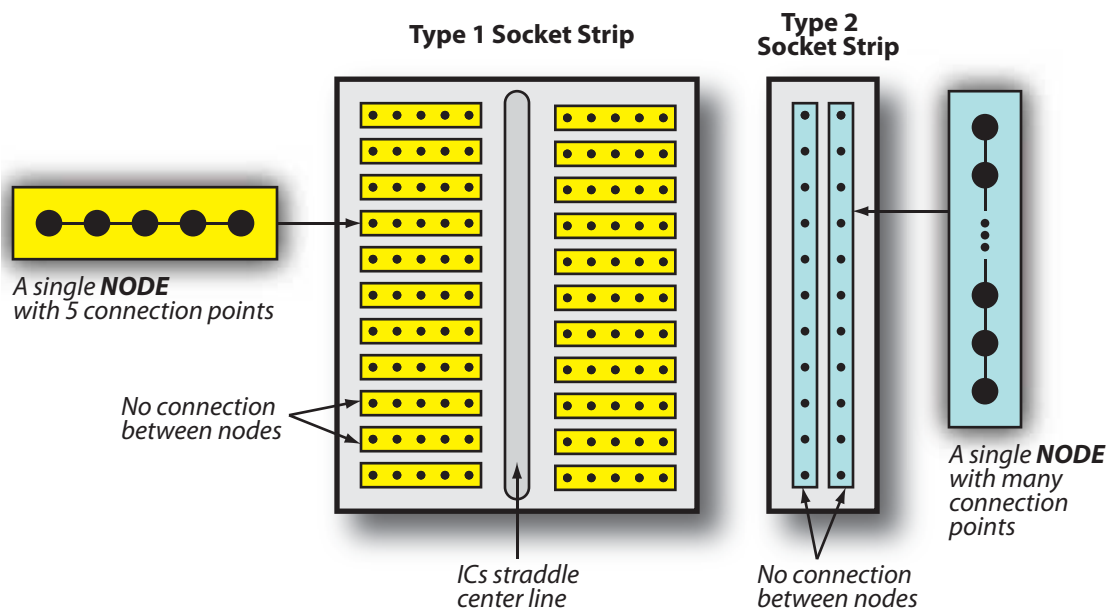 Type 1 Socket Strip
Type 2
Socket Strip
A single NODE
with 5 connection points
No connection
between nodes
ICs straddle
center line
No connection
between nodes
A single NODE
with many
connection
points